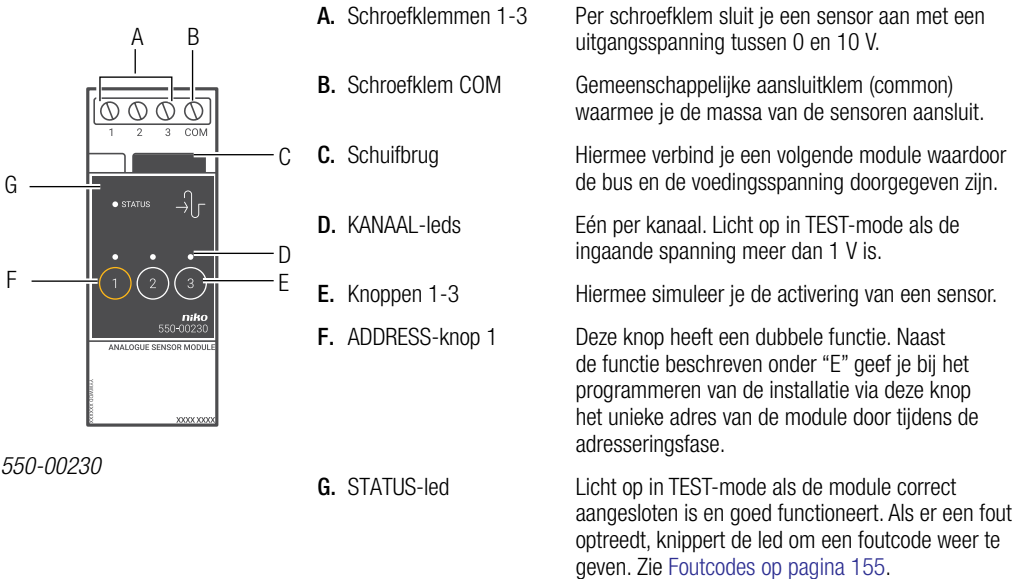 A
B
1 2 3 COM
C
G
STATUS
D
F
1 2 3
E
niko
550-00230
ANALOGUE SENSOR MODULE
XXXX XXXX
550-00230
A. Schroefklemmen 1-3
Per schroefklem sluit je een sensor aan met een
uitgangsspanning tussen 0 en 10 V.
B. Schroefklem COM
Gemeenschappelijke aansluitklem (common)
waarmee je de massa van de sensoren aansluit.
C. Schuifbrug
Hiermee verbind je een volgende module waardoor
de bus en de voedingsspanning doorgegeven zijn.
D. KANAAL-leds
Eén per kanaal. Licht op in TEST-mode als de
ingaande spanning meer dan 1 V is.
E. Knoppen 1-3
Hiermee simuleer je de activering van een sensor.
F. ADDRESS-knop 1
Deze knop heeft een dubbele functie. Naast
de functie beschreven onder “E” geef je bij het
programmeren van de installatie via deze knop
het unieke adres van de module door tijdens de
adresseringsfase.
G. STATUS-led
Licht op in TEST-mode als de module correct
aangesloten is en goed functioneert. Als er een fout
optreedt, knippert de led om een foutcode weer te
geven. Zie Foutcodes op pagina 155.